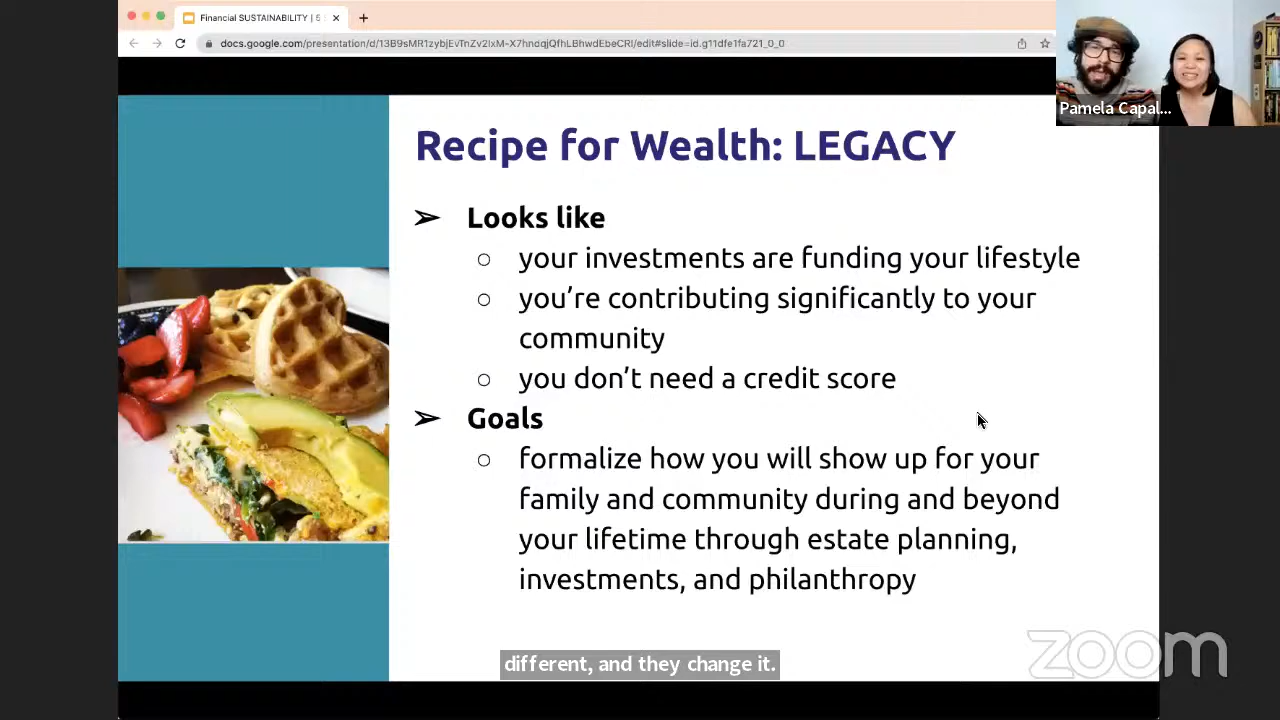 Financial SUSTAINABILITY | 5
docs.google.com/presentation/d/13B9sMR1zybjEvTnZv2IxM-X7hndqjQfhLBhwdEbeCRI/edit#slide=id.g11dfe1fa721_0_0
Pamela Capal...
Recipe for Wealth: LEGACY
➢ Looks like
○ your investments are funding your lifestyle
○ you’re contributing significantly to your
community
○ you don’t need a credit score
➢ Goals
○ formalize how you will show up for your
family and community during and beyond
your lifetime through estate planning,
investments, and philanthropy
different, and they change it.
zoom